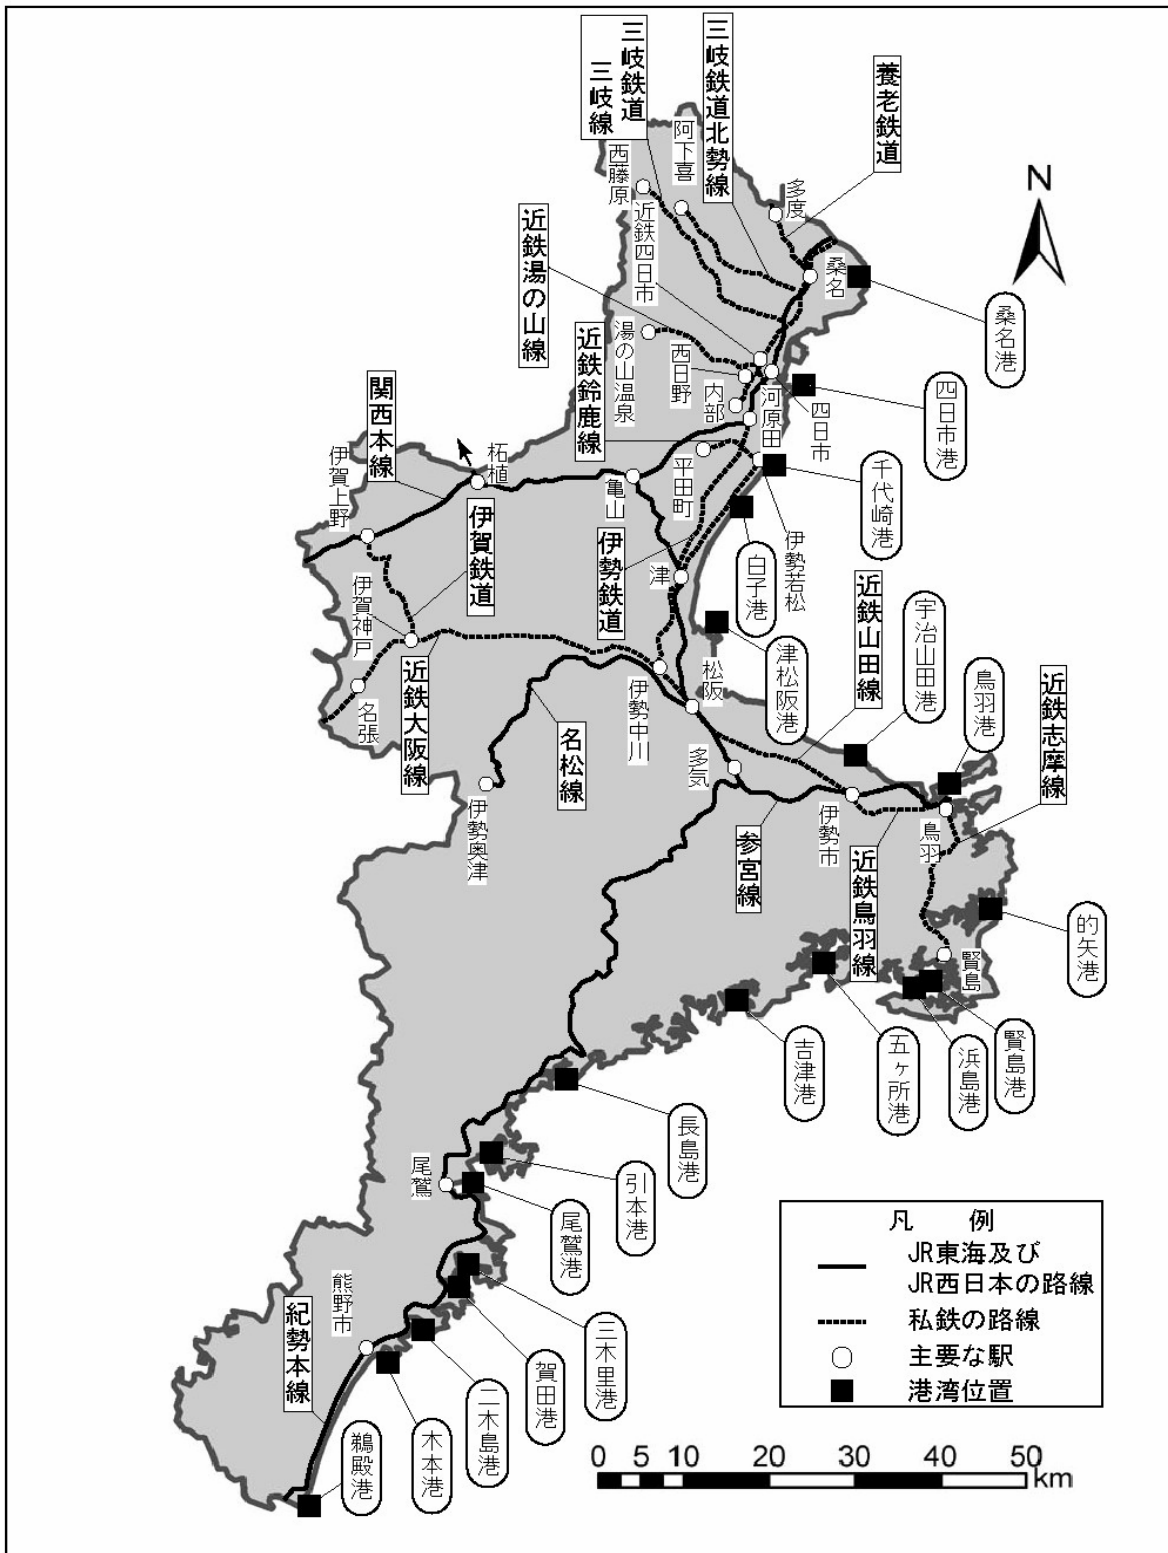 三岐鉄道
三岐線
三岐鉄道北勢線
養老鉄道
阿下喜
西藤原
多度
N
近鉄四日市
近鉄湯の山線
桑名
桑名港
湯の山温泉
近鉄鈴鹿線
西日野
内部
河原田
四日市
四日市港
関西本線
伊賀上野
柘植
亀山
平田町
千代崎港
伊勢若松
白子港
伊賀鉄道
伊勢鉄道
津
伊賀神戸
近鉄山田線
宇治山田港
津松阪港
松阪
鳥羽港
近鉄志摩線
名張
近鉄大阪線
伊勢中川
名松線
多気
伊勢奥津
伊勢市
鳥羽
参宮線
近鉄鳥羽線
的矢港
賢島
吉津港
五ヶ所港
浜島港
賢島港
長島港
尾鷲
引本港
尾鷲港
熊野市
紀勢本線
三木里港
賀田港
二木島港
木本港
鵜殿港
凡 例
JR東海及び
JR西日本の路線
私鉄の路線
主要な駅
港湾位置
0 5 10 20 30 40 50
km